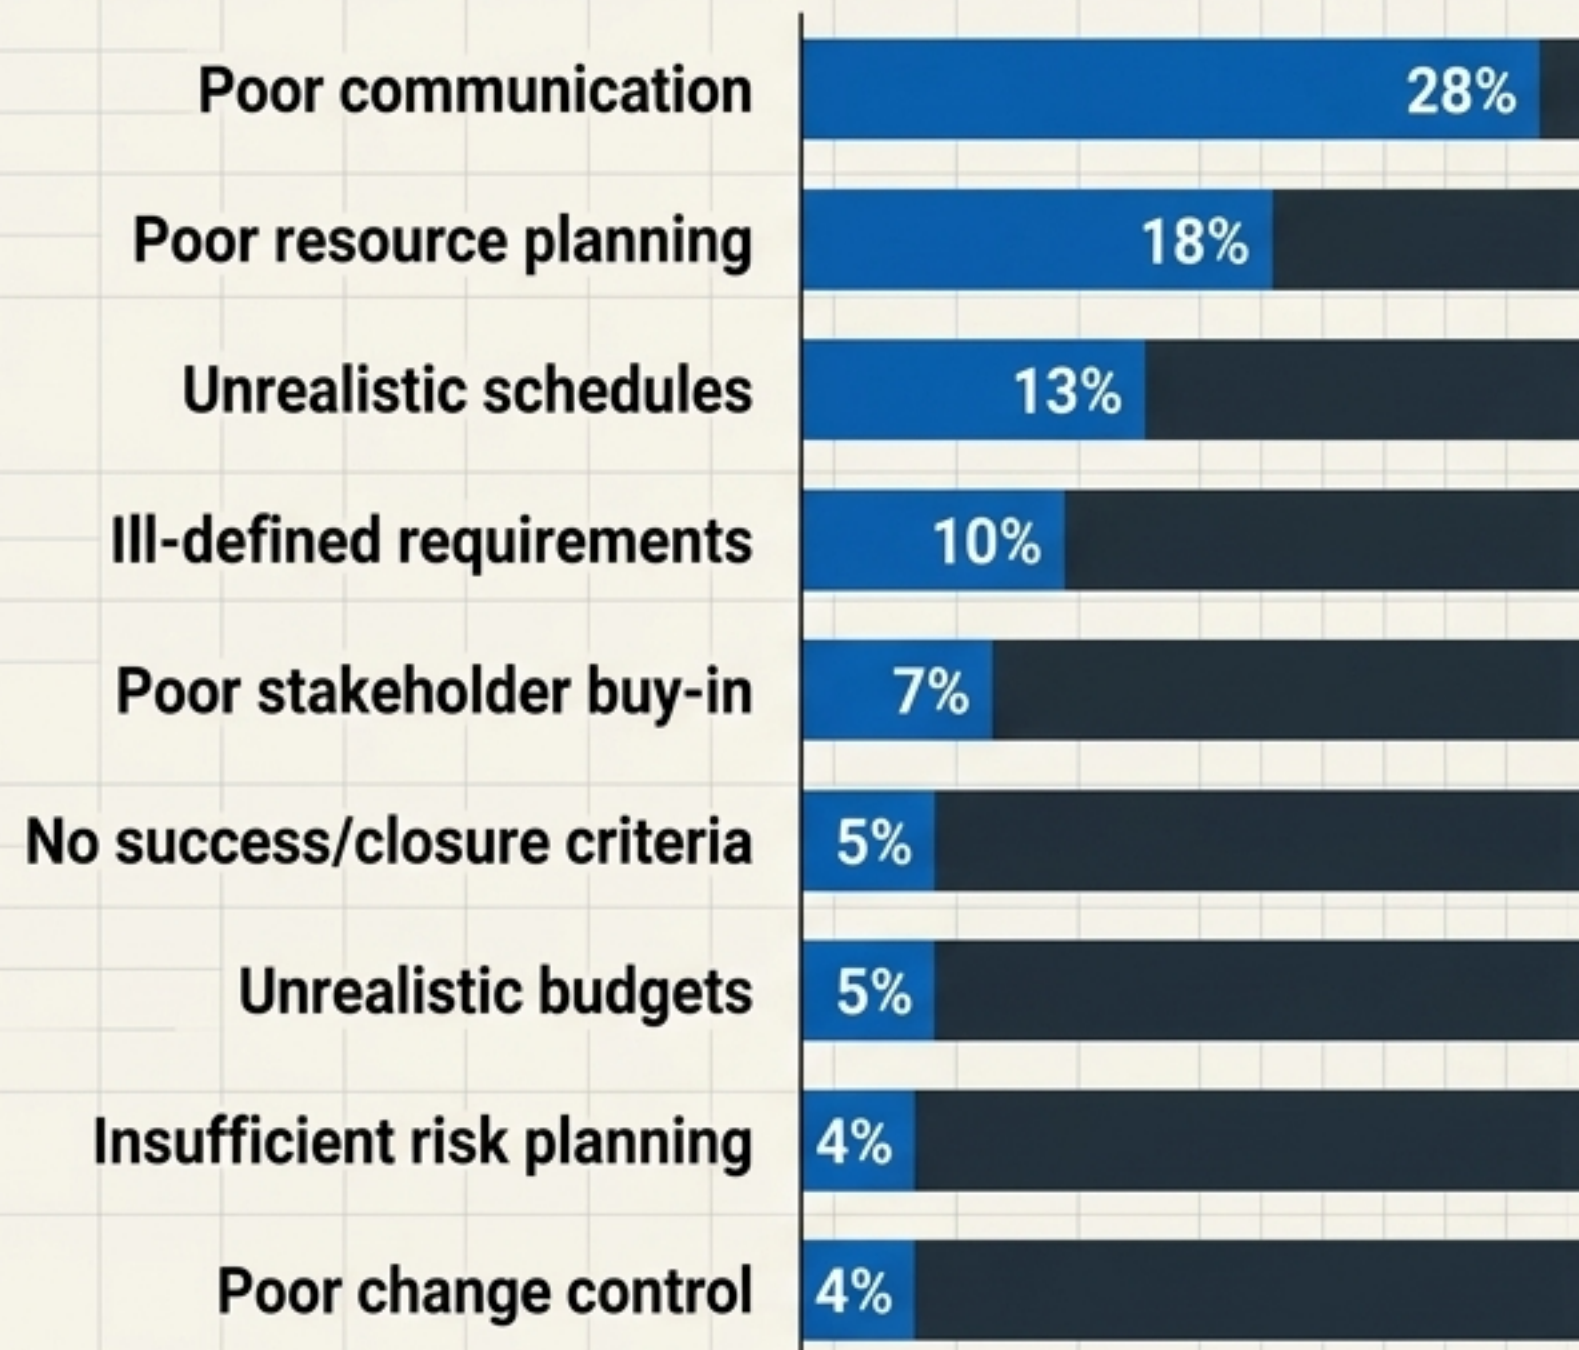 Poor communication 28%
Poor resource planning 18%
Unrealistic schedules 13%
Ill-defined requirements 10%
Poor stakeholder buy-in 7%
No success/closure criteria 5%
Unrealistic budgets 5%
Insufficient risk planning 4%
Poor change control 4%